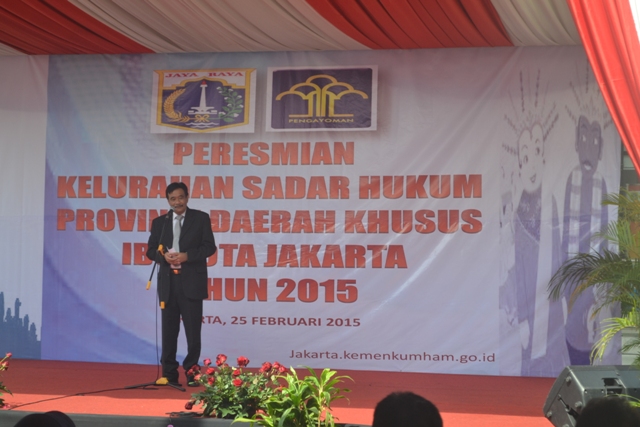 JAYA RAYA
PENGAYOMAN
PERESMIAN
KELURAHAN SADAR HUKUM
DAERAH KHUSUS
JAKARTA
2015
25 FEBRUARI 2015
Jakarta.kemenkumham.go.id